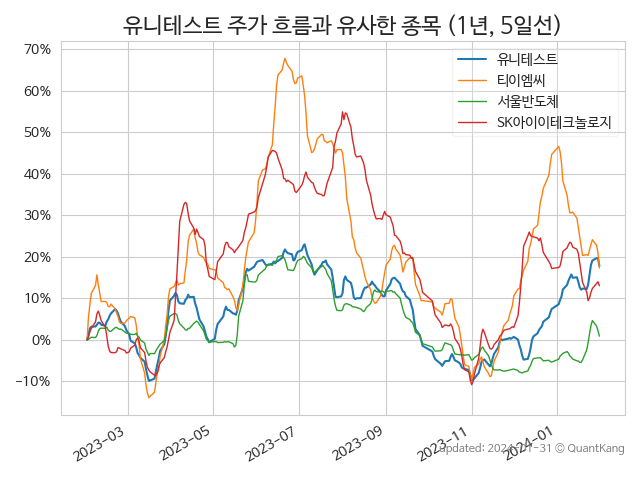 유니테스트 주가 흐름과 유사한 종목 (1년, 5일선)
유니테스트
티이엠씨
서울반도체
SK아이이테크놀로지
70%
60%
50%
40%
30%
20%
10%
0%
−10%
2023-03
2023-05
2023-07
2023-09
2023-11
2024-01
updated: 2024-01-31 © QuantKang